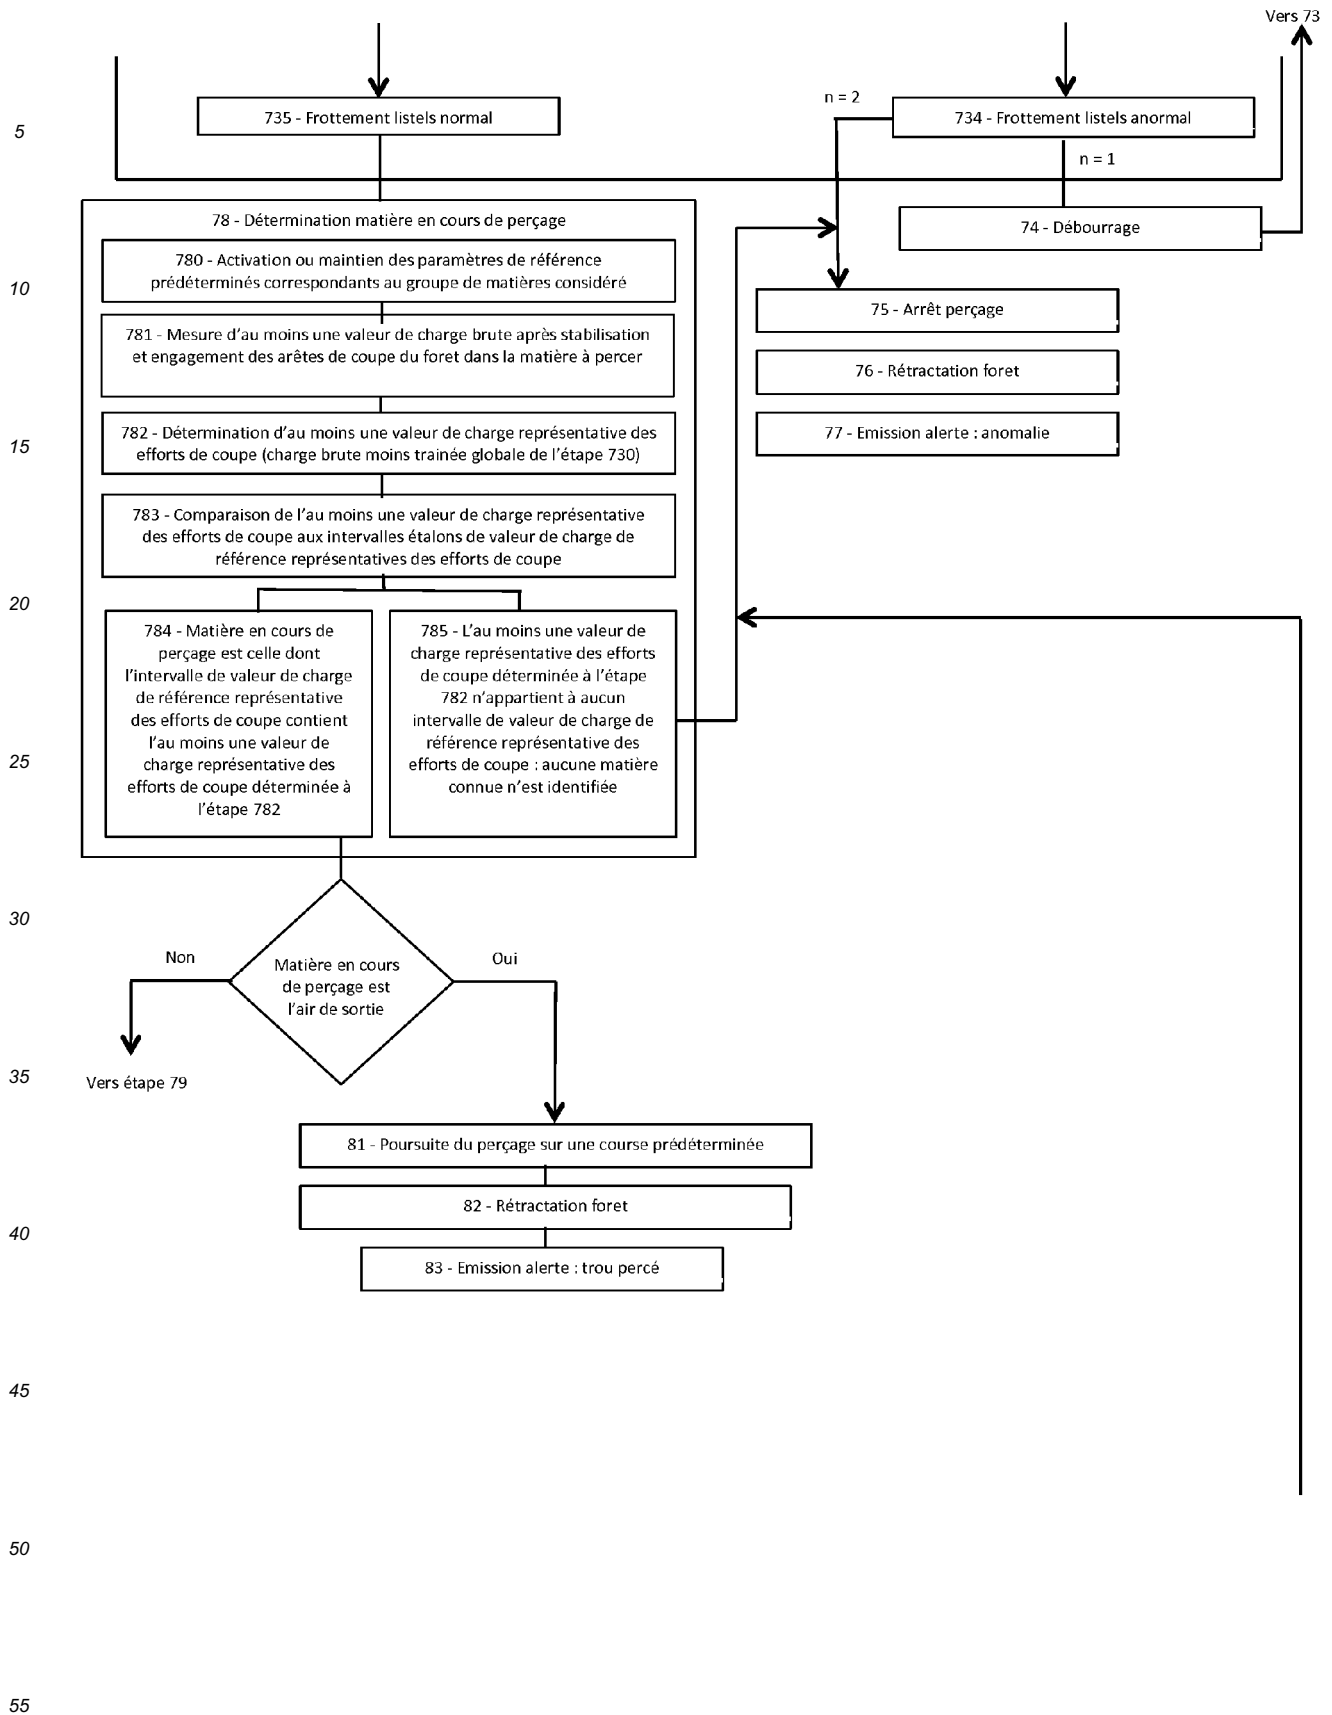 Vers 73
n = 2
5
735 - Frottement listels normal
734 - Frottement listels anormal
n = 1
78 - Détermination matière en cours de perçage
74 - Débourrage
780 - Activation ou maintien des paramètres de référence
prédéterminés correspondants au groupe de matières considéré
10
75 - Arrêt perçage
781 - Mesure d'au moins une valeur de charge brute après stabilisation
et engagement des arêtes de coupe du foret dans la matière à percer
76 - Rétractation foret
782 - Détermination d'au moins une valeur de charge représentative des
efforts de coupe (charge brute moins trainée globale de l'étape 730)
15
77 - Emission alerte : anomalie
783 - Comparaison de l'au moins une valeur de charge représentative
des efforts de coupe aux intervalles étalons de valeur de charge de
référence représentatives des efforts de coupe
20
784 - Matière en cours de
perçage est celle dont
l'intervalle de valeur de charge
de référence représentative
des efforts de coupe contient
l'au moins une valeur de
charge représentative des
efforts de coupe déterminée à
l'étape 782
785 - L'au moins une valeur de
charge représentative des efforts
de coupe déterminée à l'étape
782 n'appartient à aucun
intervalle de valeur de charge de
référence représentative des
efforts de coupe : aucune matière
connue n'est identifiée
25
30
Non
Oui
Matière en cours
de perçage est
l'air de sortie
35
Vers étape 79
81 - Poursuite du perçage sur une course prédéterminée
82 - Rétractation foret
40
83 - Emission alerte : trou percé
45
50
55